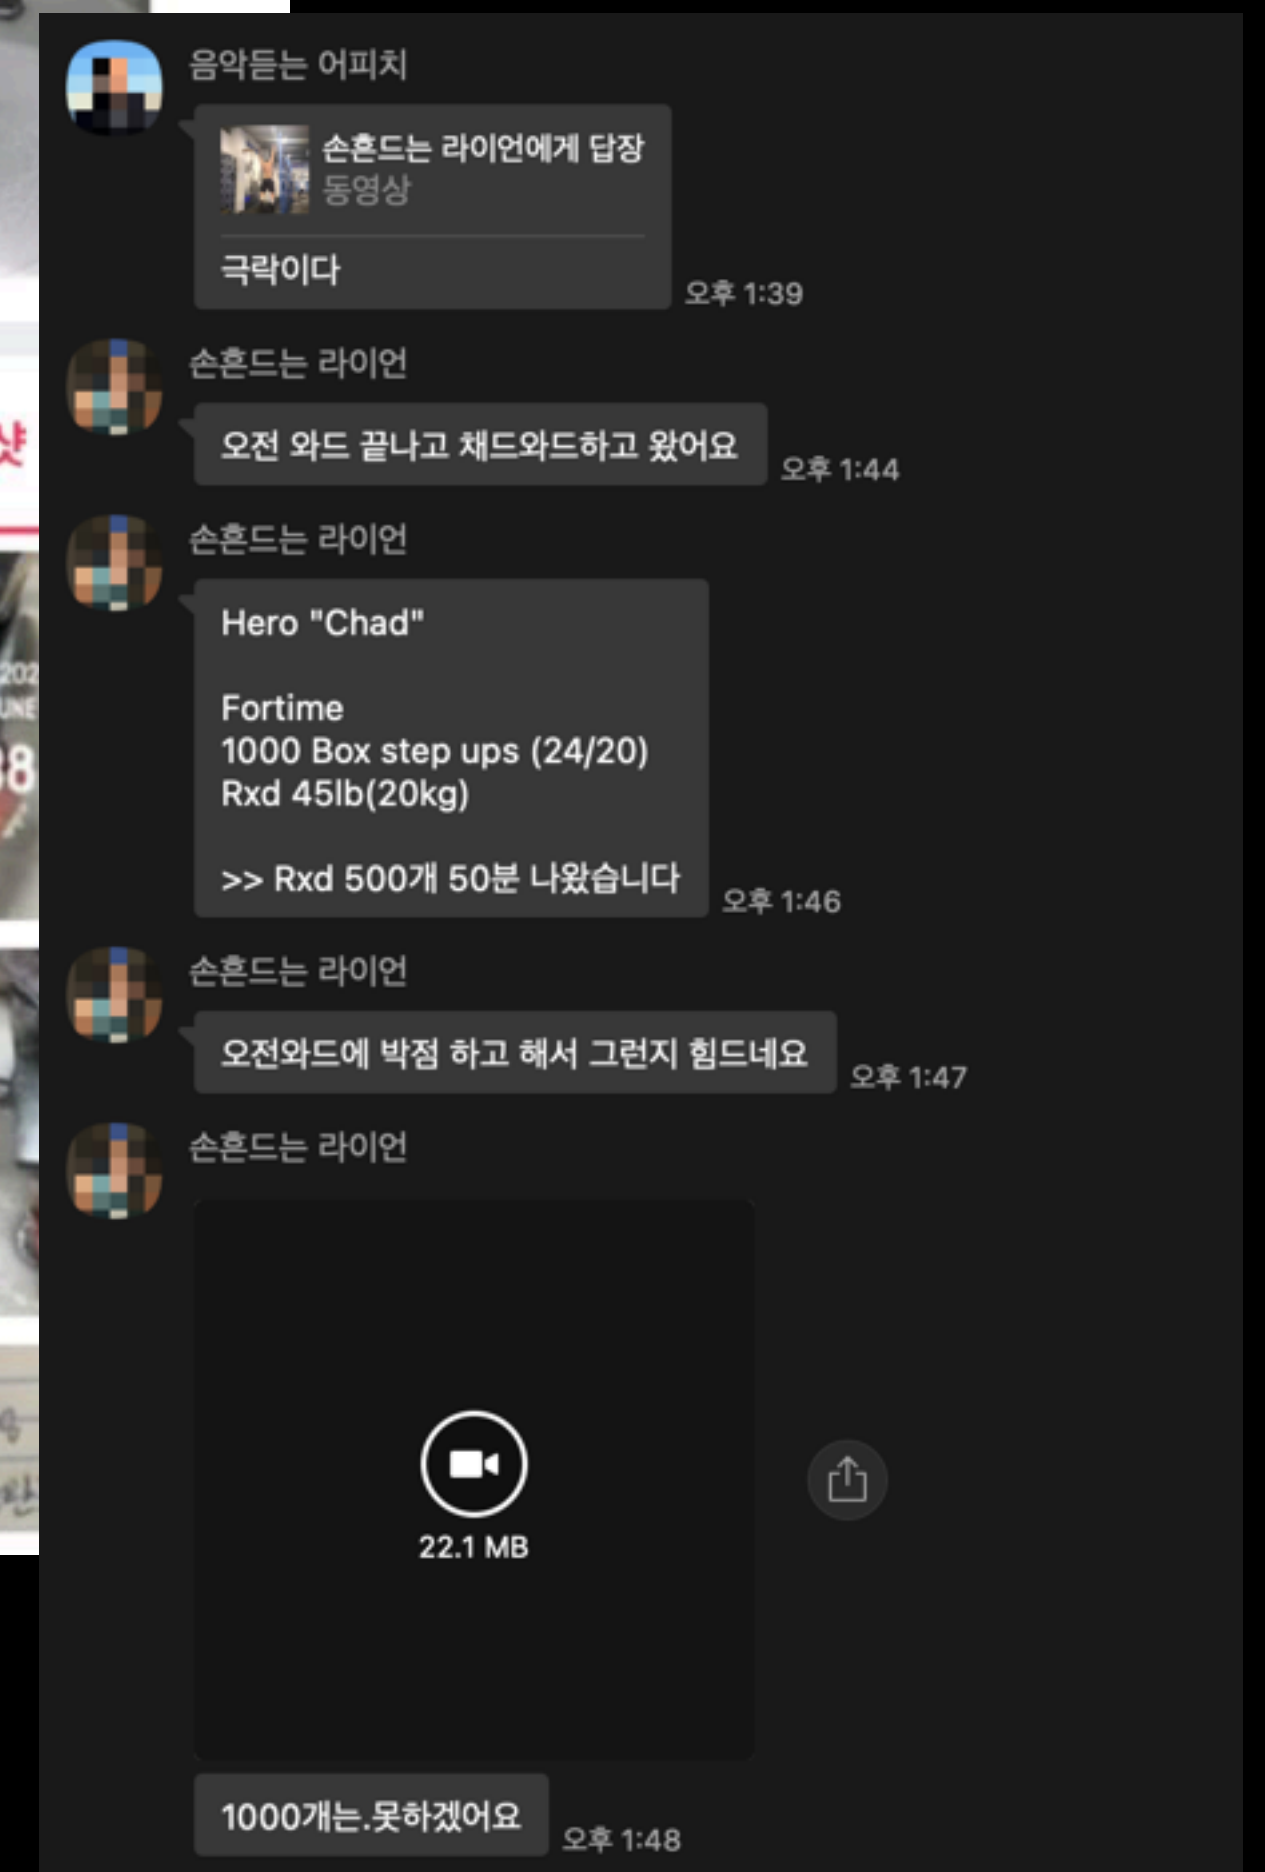 음악듣는 어피치
손흔드는 라이언에게 답장
동영상
극락이다
오후 1:39
손흔드는 라이언
오전 와드 끝나고 채드와드하고 왔어요
오후 1:44
손흔드는 라이언
Hero "Chad"
Fortime
1000 Box step ups (24/20)
Rxd 45lb(20kg)
>> Rxd 500개 50분 나왔습니다
오후 1:46
손흔드는 라이언
오전와드에 박점 하고 해서 그런지 힘드네요
오후 1:47
손흔드는 라이언
22.1 MB
1000개는.못하겠어요
오후 1:48
샷
202
UNE
38